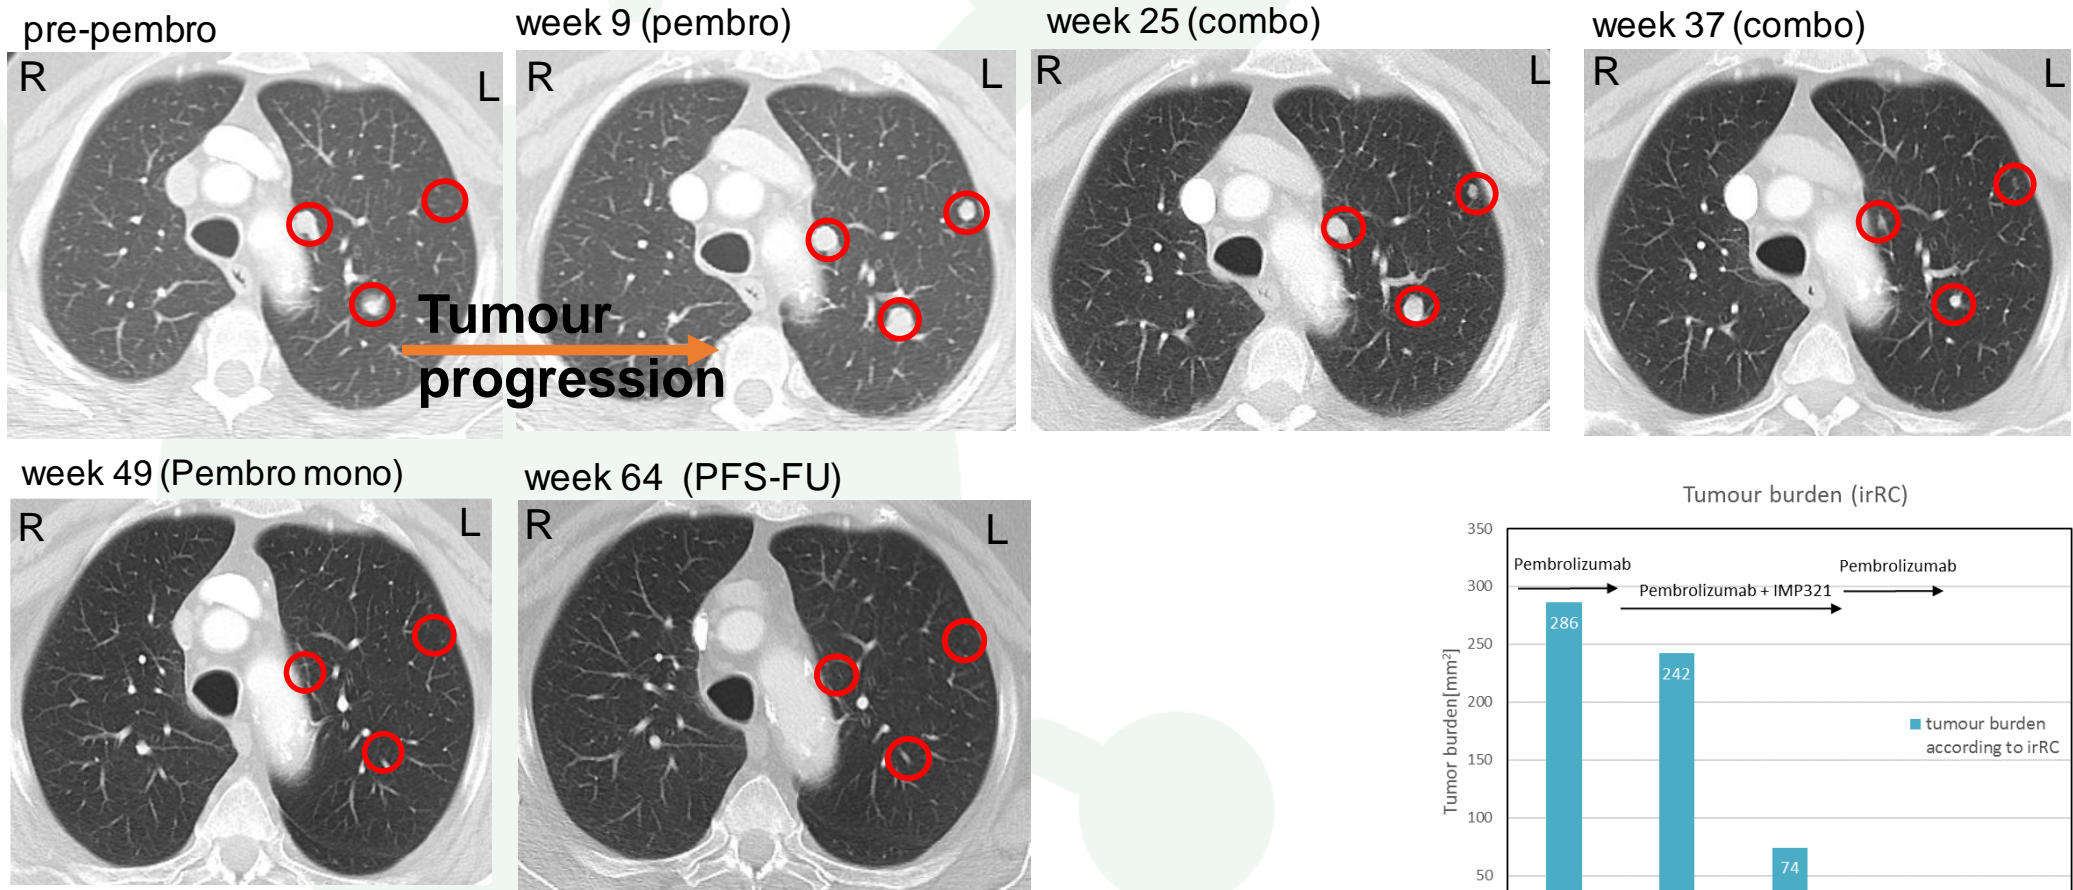 pre-pembro
R
L
week 9 (pembro)
R
L
week 25 (combo)
R
L
week 37 (combo)
R
L
Tumour
progression
week 49 (Pembro mono)
R
L
week 64 (PFS-FU)
R
L
Tumour burden (irRC)
350
300
250
200
150
100
50
Tumor burden[mm²]
Pembrolizumab
Pembrolizumab + IMP321
Pembrolizumab
286
242
74
tumour burden
according to irRC